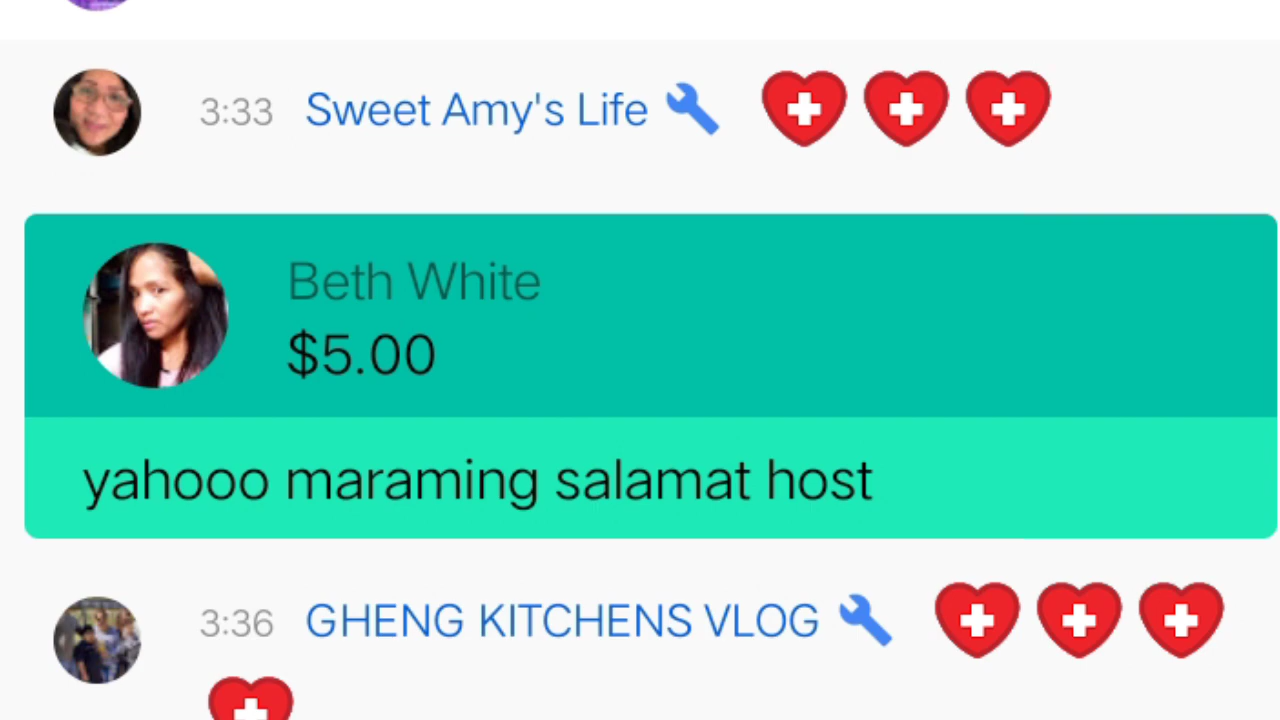 3:33 Sweet Amy's Life
Beth White
$5.00
yahooo maraming salamat host
3:36 GHENG KITCHENS VLOG